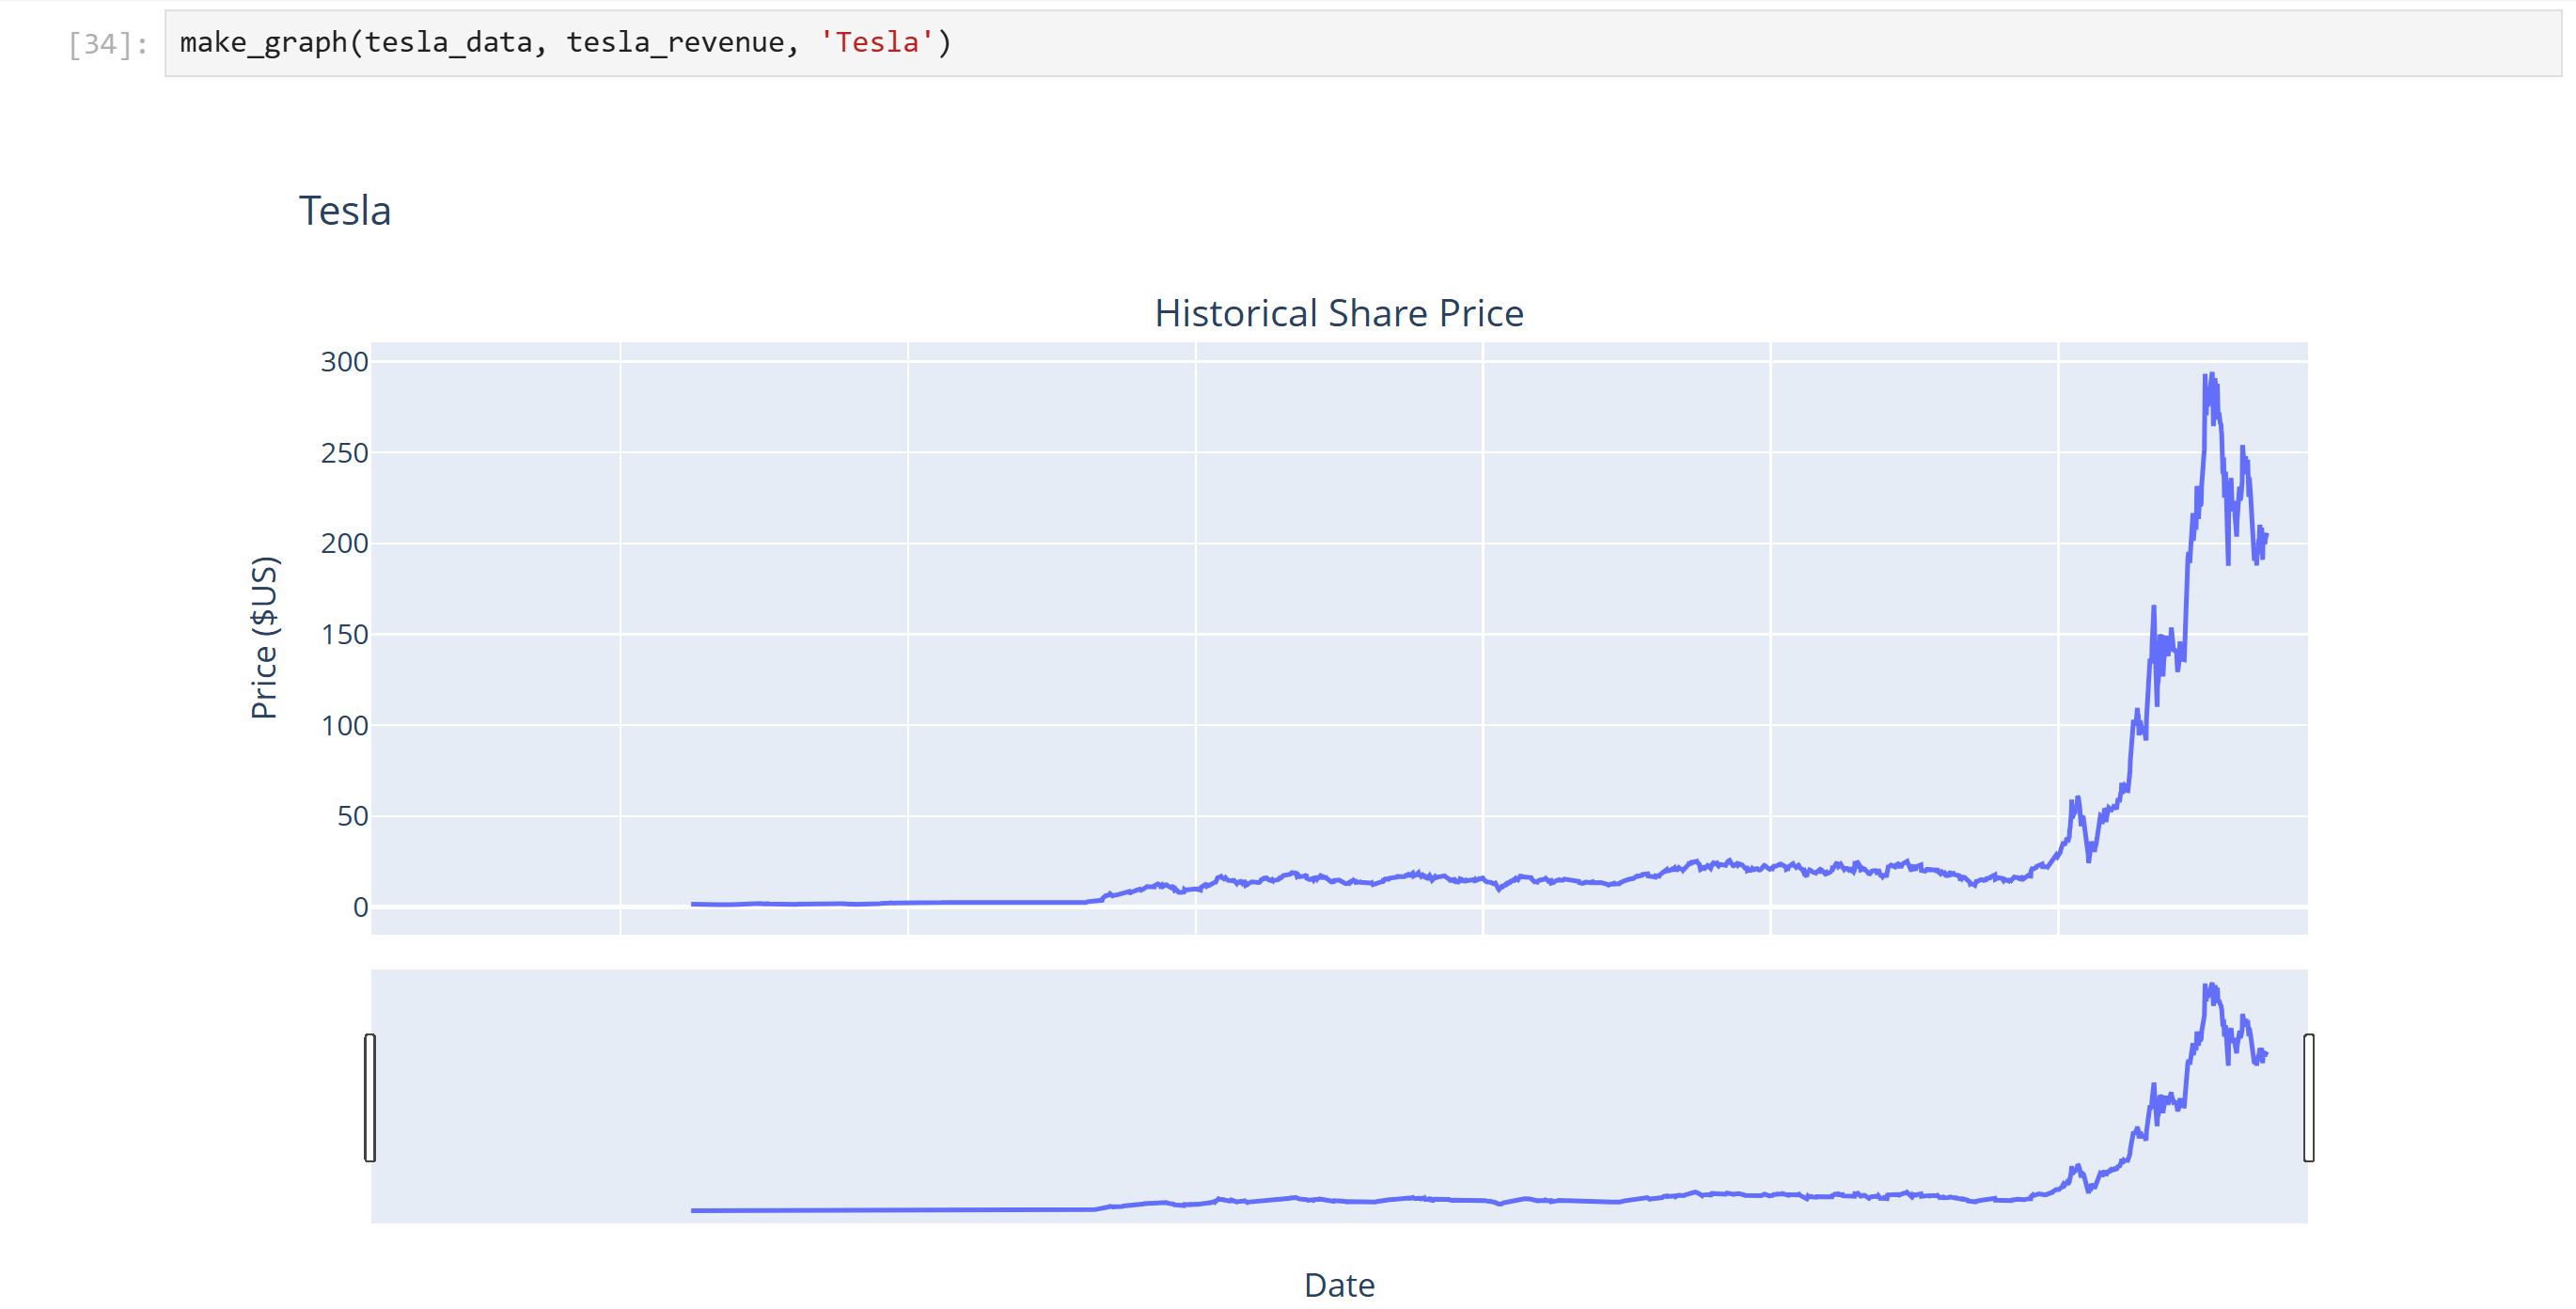 [34]: make_graph(tesla_data, tesla_revenue, 'Tesla')
Tesla
Historical Share Price
300
250
200
150
100
50
0
Price ($US)
Date